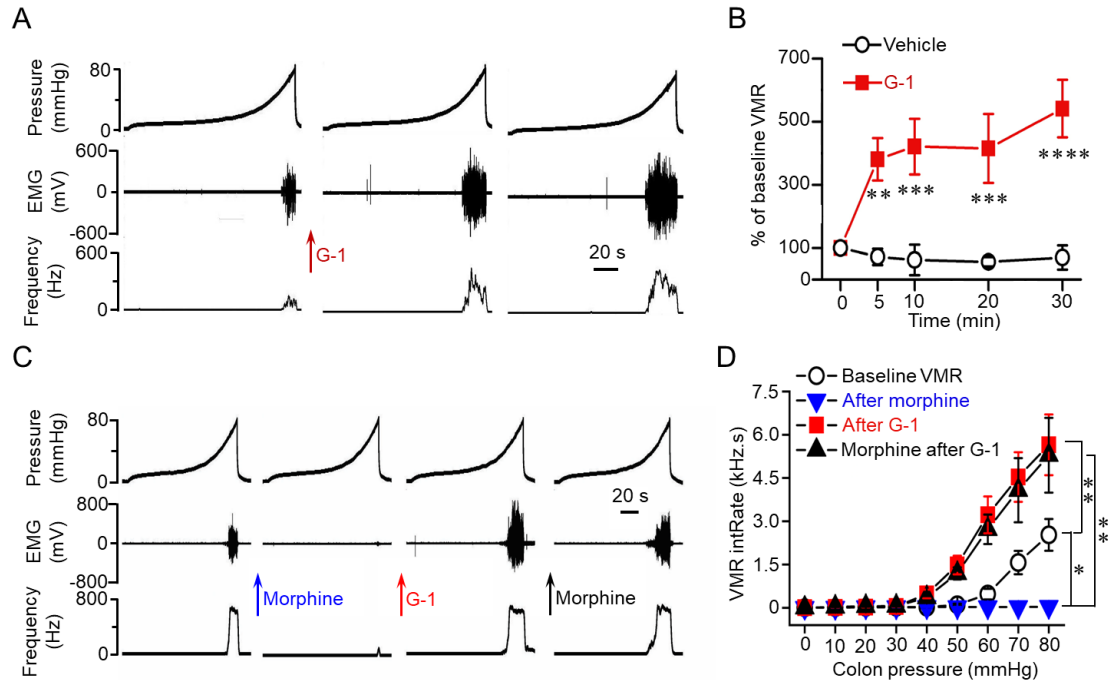 A
Pressure
(mmHg)
80
0
EMG
(mV)
600
0
-600
Frequency
(Hz)
600
0
G-1
20 s
B
Vehicle
G-1
% of baseline VMR
700
500
300
100
0
**
***
***
****
0 5 10 20 30
Time (min)
C
Pressure
(mmHg)
80
0
EMG
(mV)
800
0
-800
Frequency
(Hz)
800
0
20 s
Morphine
G-1
Morphine
D
Baseline VMR
After morphine
After G-1
Morphine after G-1
VMR intRate (kHz.s)
7.5
6.0
4.5
3.0
1.5
0
**
**
*
0 10 20 30 40 50 60 70 80
Colon pressure (mmHg)